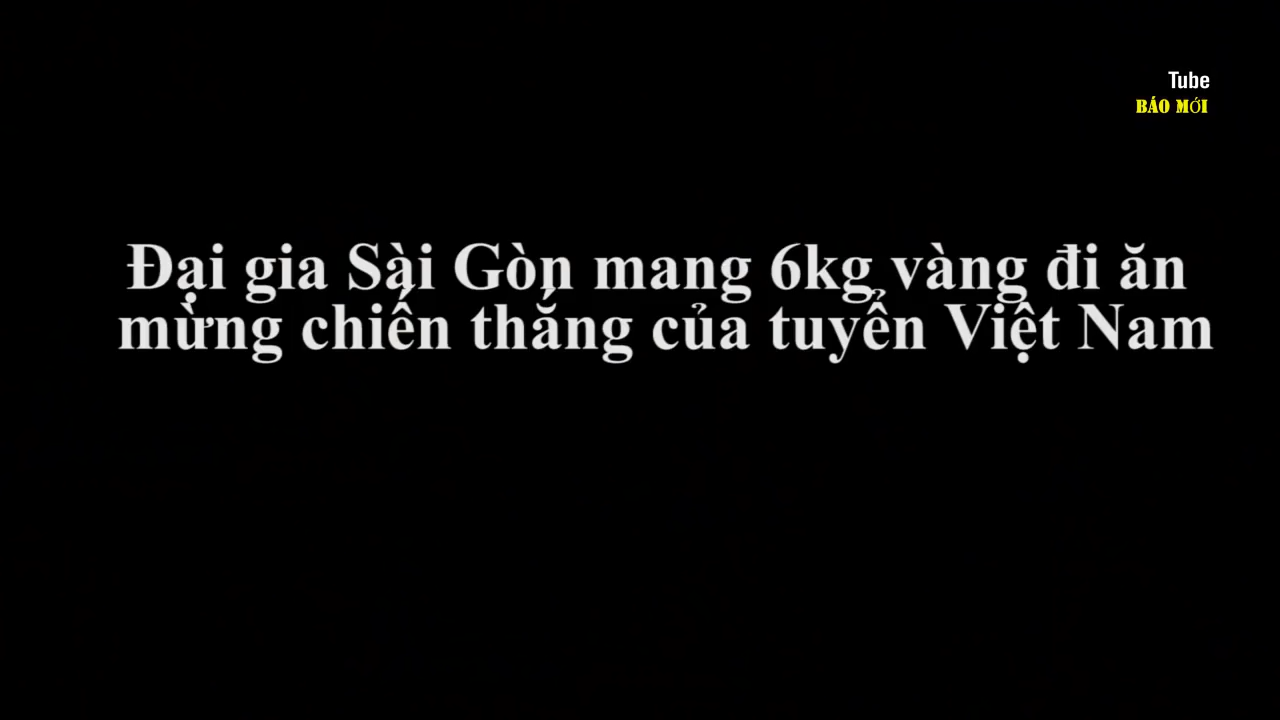 Tube
BÁO MỚI
Đại gia Sài Gòn mang 6kg vàng đi ăn
mừng chiến thắng của tuyển Việt Nam